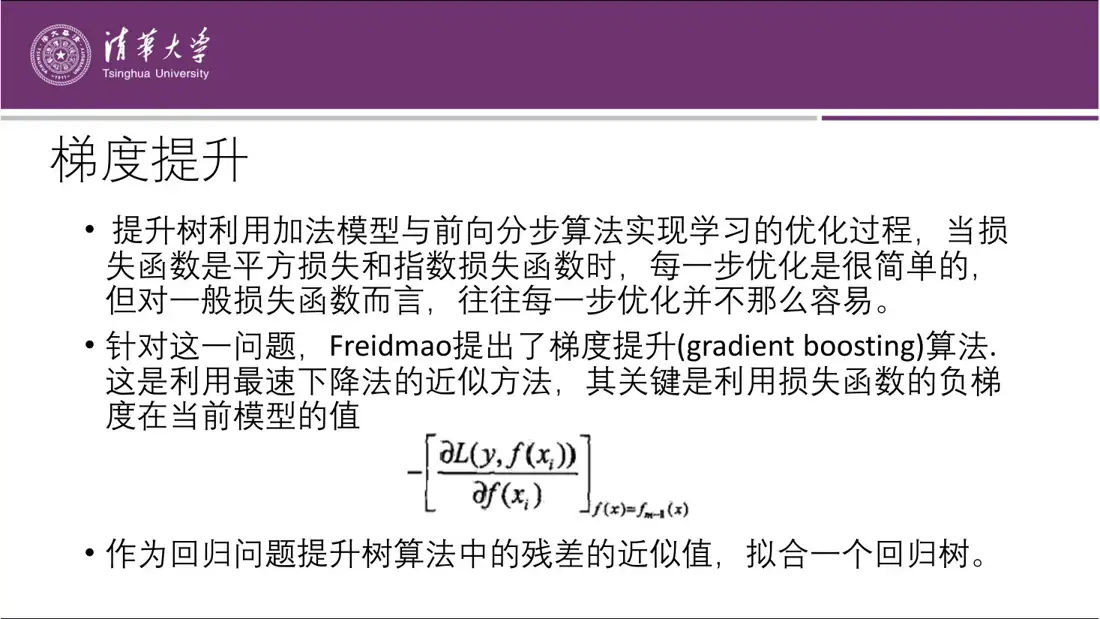 清华大学
Tsinghua University
梯度提升
• 提升树利用加法模型与前向分步算法实现学习的优化过程，当损
失函数是平方损失和指数损失函数时，每一步优化是很简单的，
但对一般损失函数而言，往往每一步优化并不那么容易。
• 针对这一问题，Freidmao提出了梯度提升(gradient boosting)算法.
这是利用最速下降法的近似方法，其关键是利用损失函数的负梯
度在当前模型的值
−[∂L(y,f(xᵢ))/∂f(xᵢ)]f(x)=fₘ₋₁(x)
• 作为回归问题提升树算法中的残差的近似值，拟合一个回归树。